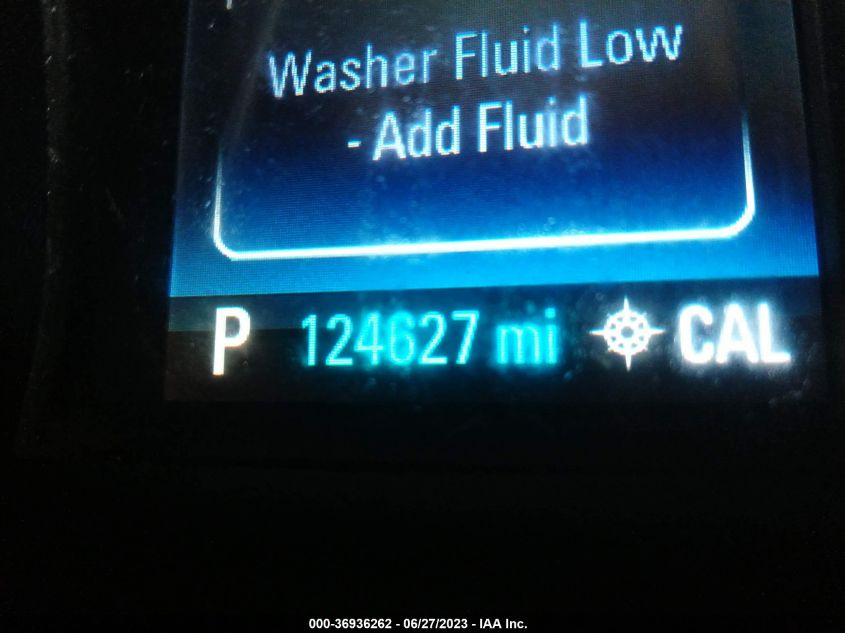 Washer Fluid Low
- Add Fluid
P 124627 mi CAL
000-36936262 - 06/27/2023 - IAA Inc.